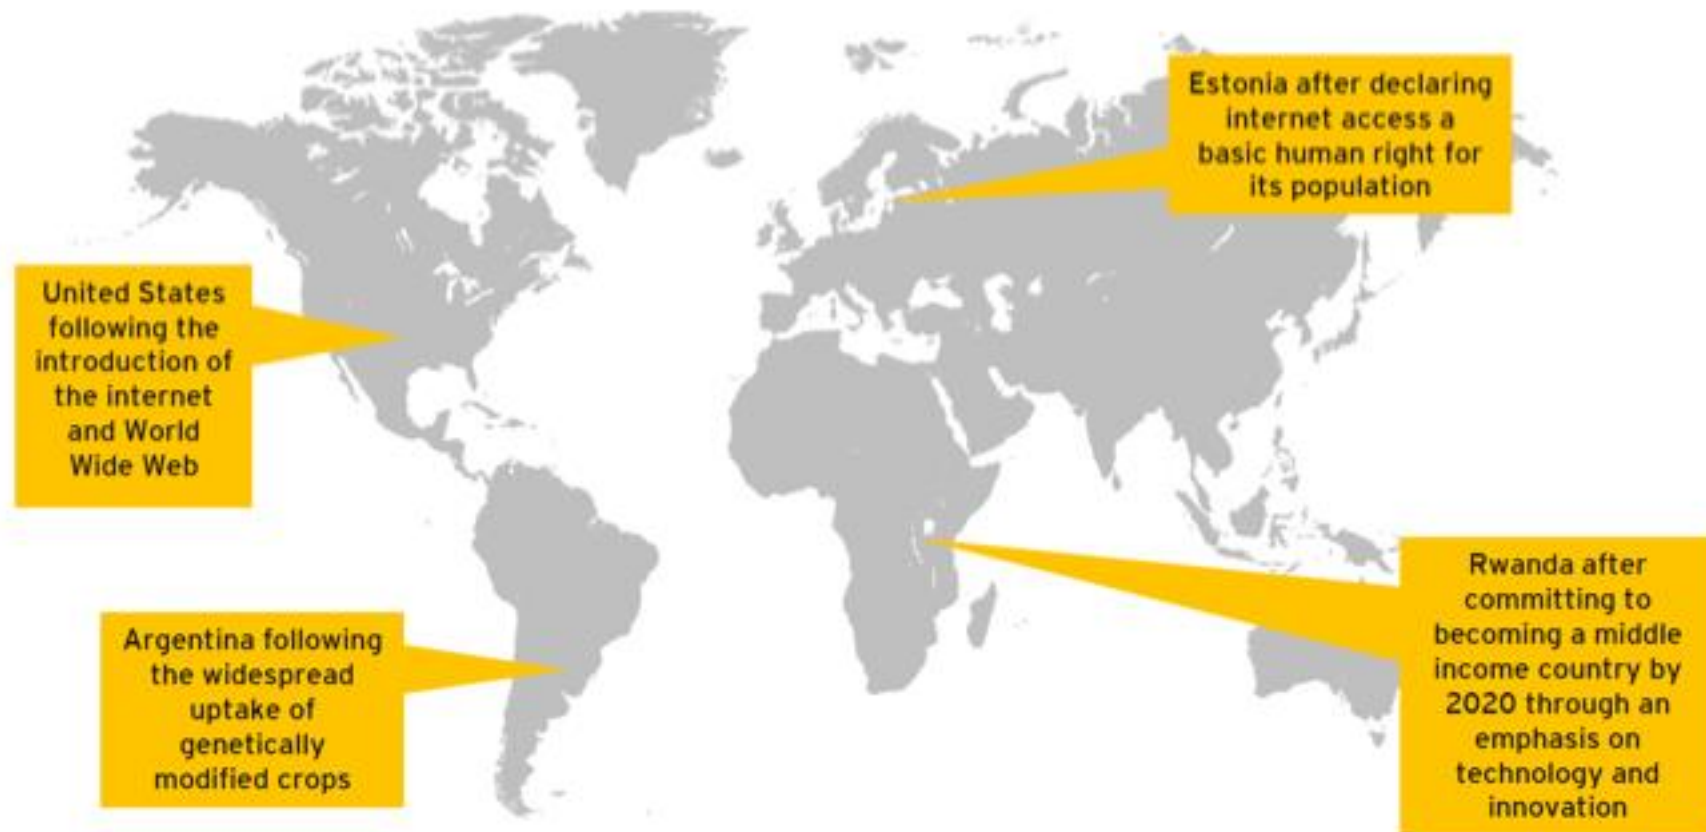 Estonia after declaring
internet access a
basic human right for
its population
United States
following the
introduction of
the internet
and World
Wide Web
Argentina following
the widespread
uptake of
genetically
modified crops
Rwanda after
committing to
becoming a middle
income country by
2020 through an
emphasis on
technology and
innovation